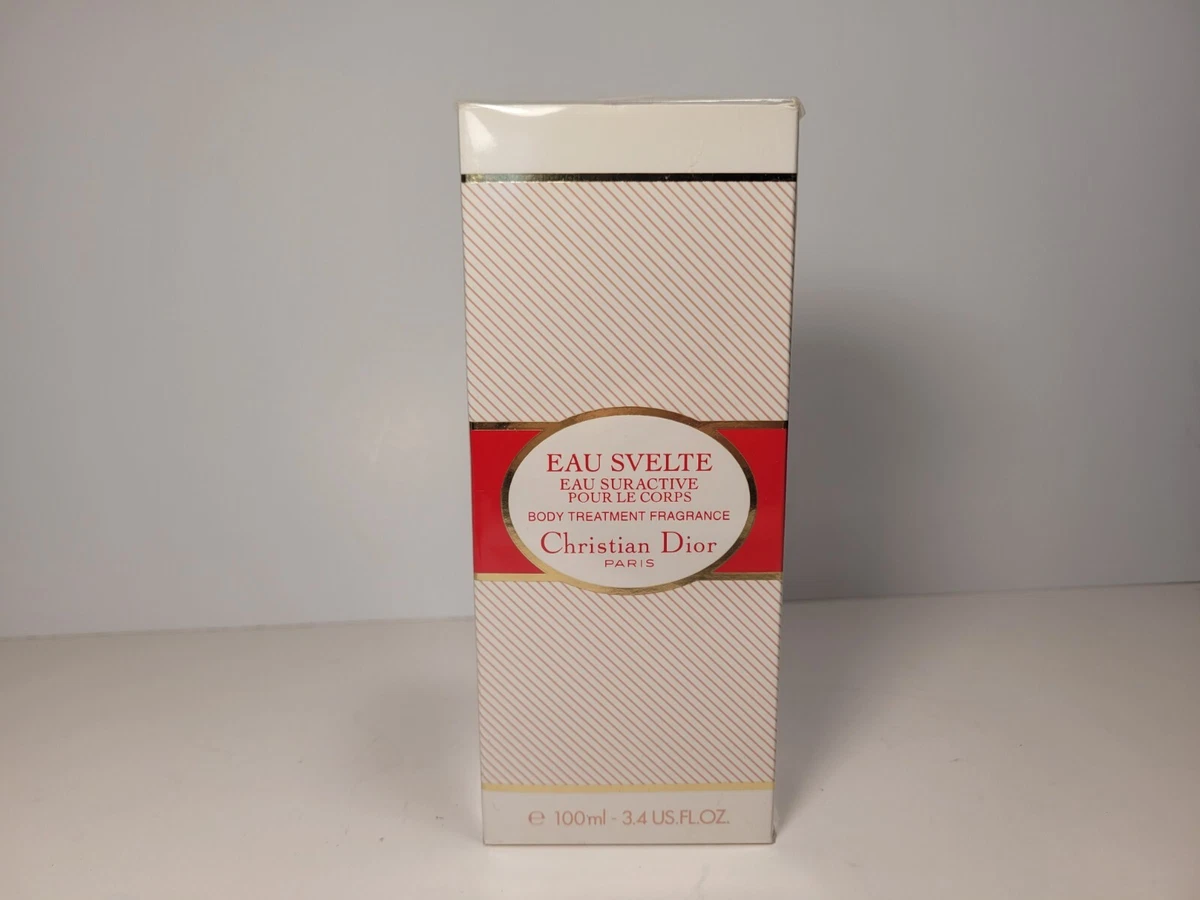 EAU SVELTE
EAU SURACTIVE
POUR LE CORPS
BODY TREATMENT FRAGRANCE
Christian Dior
PARIS
℮ 100ml - 3.4 US.FL.OZ.